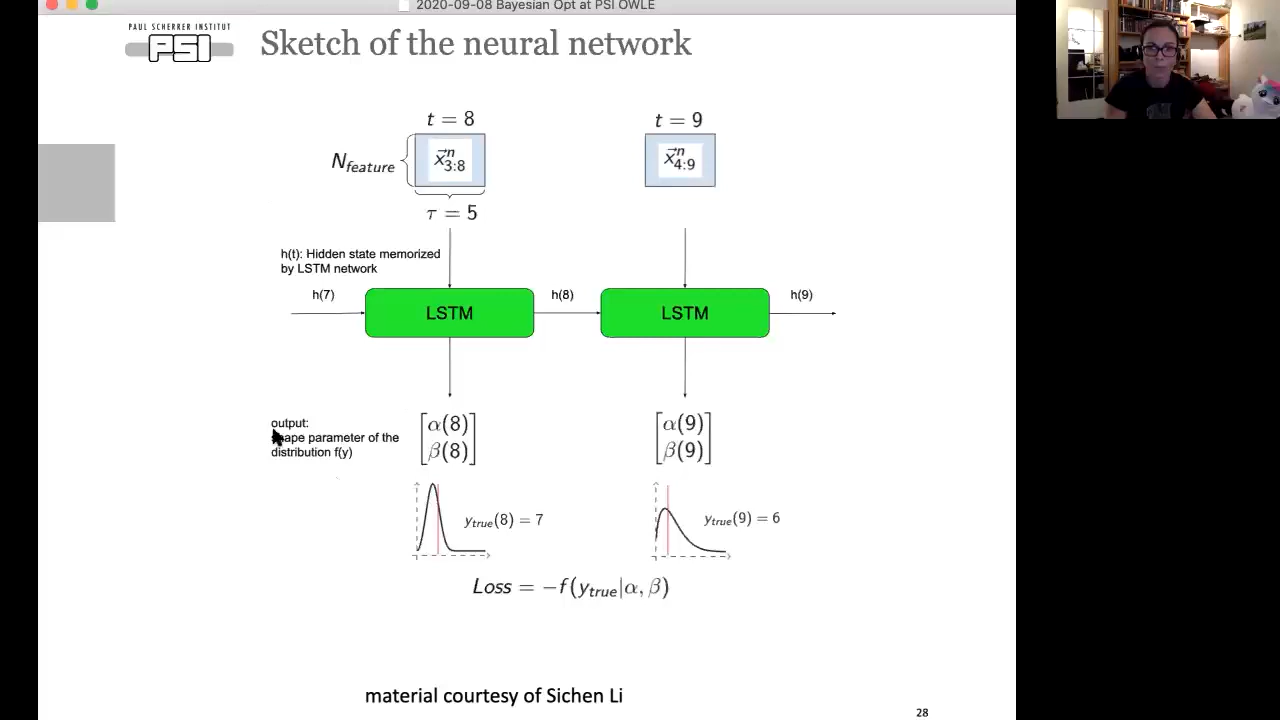 2020-09-08 Bayesian Opt at PSI OWLE
PAUL SCHERRER INSTITUT
PSI
Sketch of the neural network
t = 8
t = 9
N_feature
x⃗ⁿ_3:8
x⃗ⁿ_4:9
τ = 5
h(t): Hidden state memorized
by LSTM network
h(7)
LSTM
h(8)
LSTM
h(9)
output:
shape parameter of the
distribution f(y)
α(8)
β(8)
α(9)
β(9)
y_true(8) = 7
y_true(9) = 6
Loss = −f(y_true|α, β)
material courtesy of Sichen Li
28